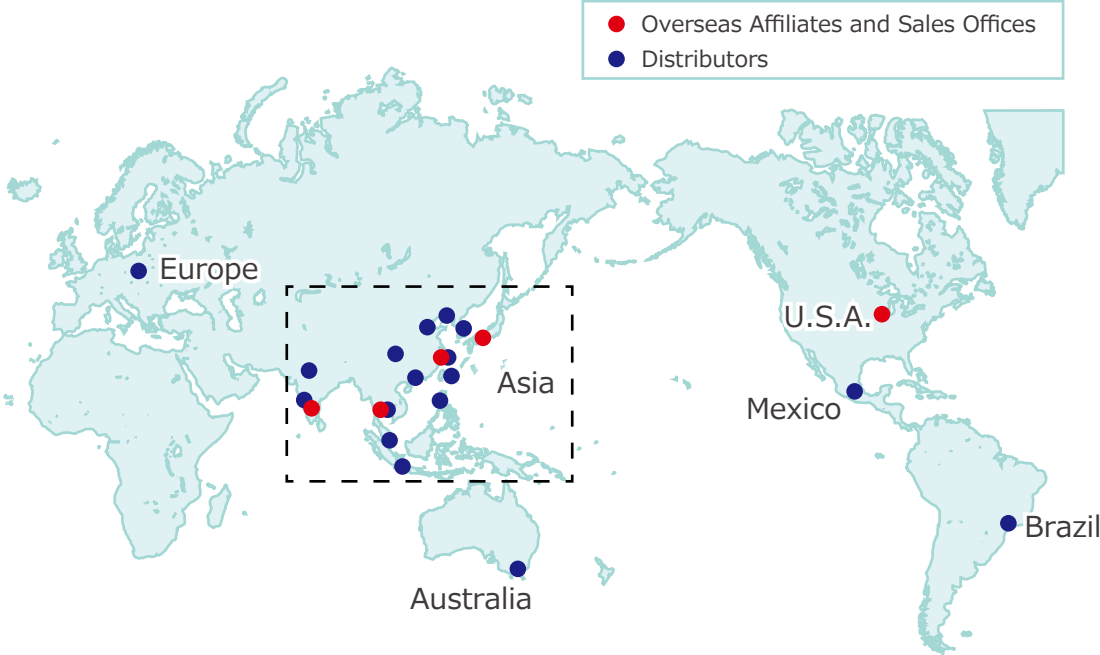 Overseas Affiliates and Sales Offices
Distributors
Europe
U.S.A.
Asia
Mexico
Brazil
Australia